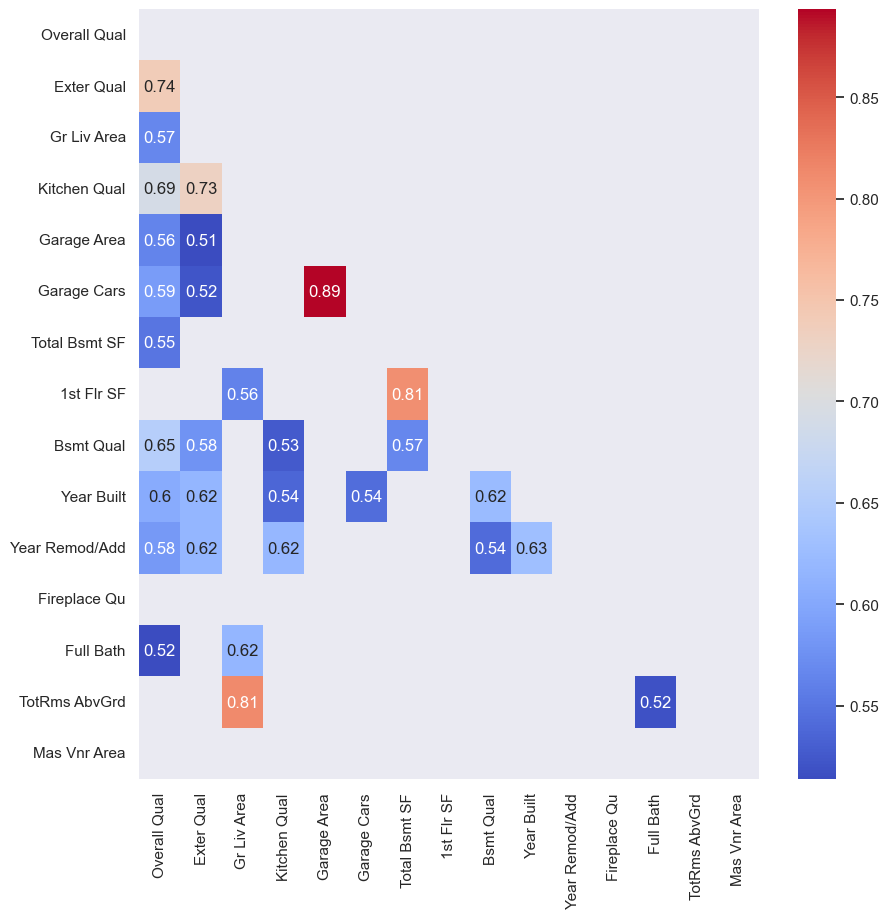 Overall Qual
Exter Qual 0.74
Gr Liv Area 0.57
Kitchen Qual 0.69 0.73
Garage Area 0.56 0.51
Garage Cars 0.59 0.52 0.89
Total Bsmt SF 0.55
1st Flr SF 0.56 0.81
Bsmt Qual 0.65 0.58 0.53 0.57
Year Built 0.6 0.62 0.54 0.54 0.62
Year Remod/Add 0.58 0.62 0.62 0.54 0.63
Fireplace Qu
Full Bath 0.52 0.62
TotRms AbvGrd 0.81 0.52
Mas Vnr Area
Overall Qual
Exter Qual
Gr Liv Area
Kitchen Qual
Garage Area
Garage Cars
Total Bsmt SF
1st Flr SF
Bsmt Qual
Year Built
Year Remod/Add
Fireplace Qu
Full Bath
TotRms AbvGrd
Mas Vnr Area
0.85
0.80
0.75
0.70
0.65
0.60
0.55